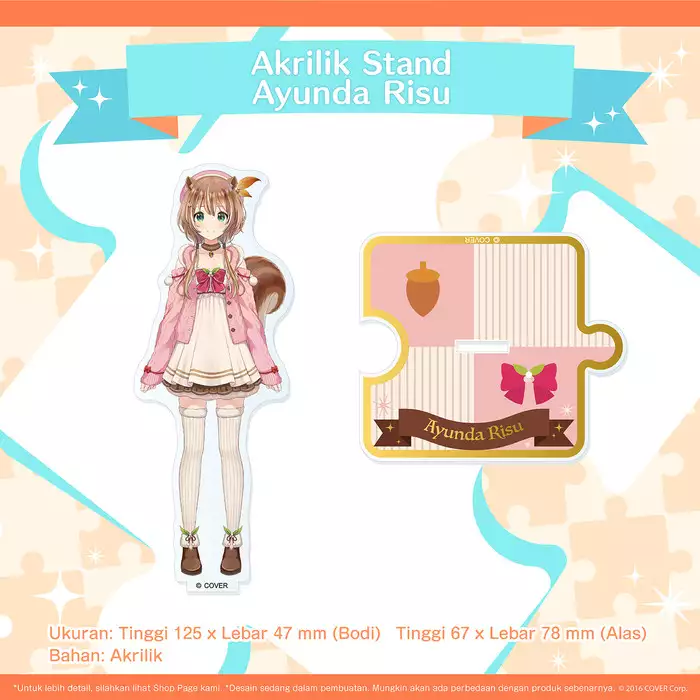 Akrilik Stand
Ayunda Risu
© COVER
Ayunda Risu
© COVER
Ukuran: Tinggi 125 x Lebar 47 mm (Bodi) Tinggi 67 x Lebar 78 mm (Alas)
Bahan: Akrilik
*Untuk lebih detail, silahkan lihat Shop Page kami. *Desain sedang dalam pembuatan. Mungkin akan ada perbedaan dengan produk sebenarnya. © 2016 COVER Corp.